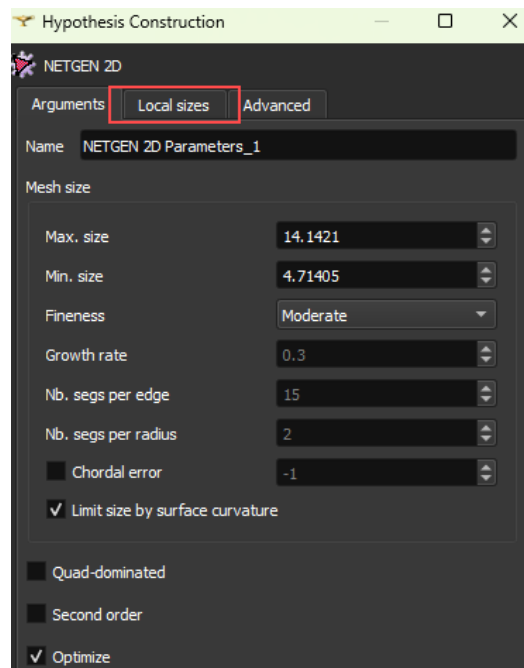 Hypothesis Construction
NETGEN 2D
Arguments Local sizes Advanced
Name NETGEN 2D Parameters_1
Mesh size
Max. size 14.1421
Min. size 4.71405
Fineness Moderate
Growth rate 0.3
Nb. segs per edge 15
Nb. segs per radius 2
Chordal error -1
Limit size by surface curvature
Quad-dominated
Second order
Optimize